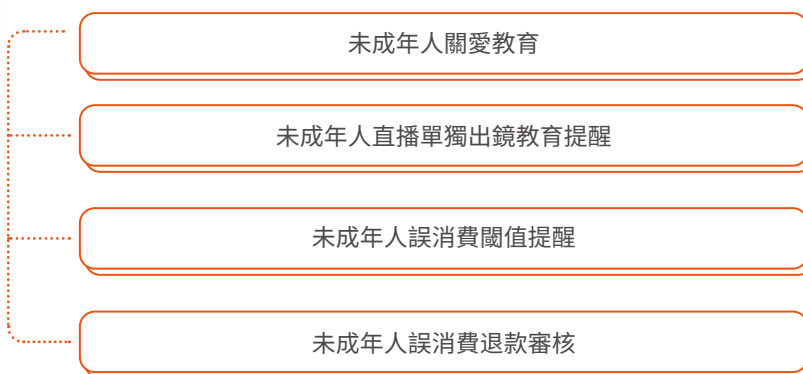 未成年人關愛教育
未成年人直播單獨出鏡教育提醒
未成年人誤消費閾值提醒
未成年人誤消費退款審核